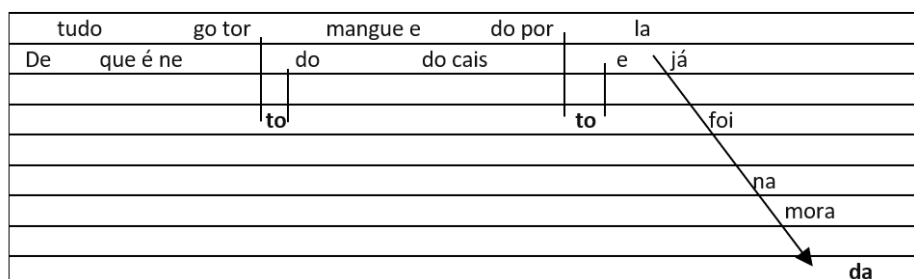 tudo go tor mangue e do por la
De que é ne do do cais e já
to to foi
na
mora
da